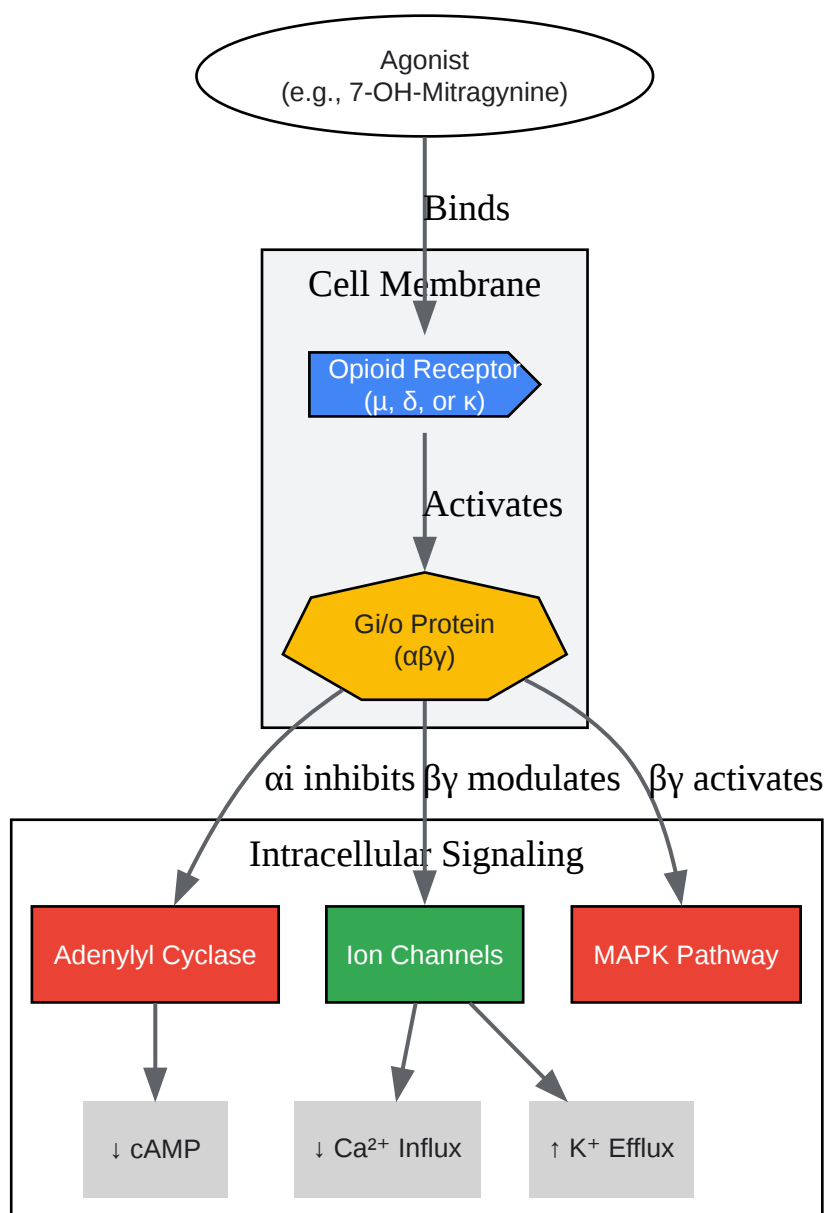 Agonist
(e.g., 7-OH-Mitragynine)
Binds
Cell Membrane
Opioid Receptor
(μ, δ, or κ)
Activates
Gi/o Protein
(αβγ)
αi inhibits
βγ modulates
βγ activates
Intracellular Signaling
Adenylyl Cyclase
Ion Channels
MAPK Pathway
↓ cAMP
↓ Ca²⁺ Influx
↑ K⁺ Efflux